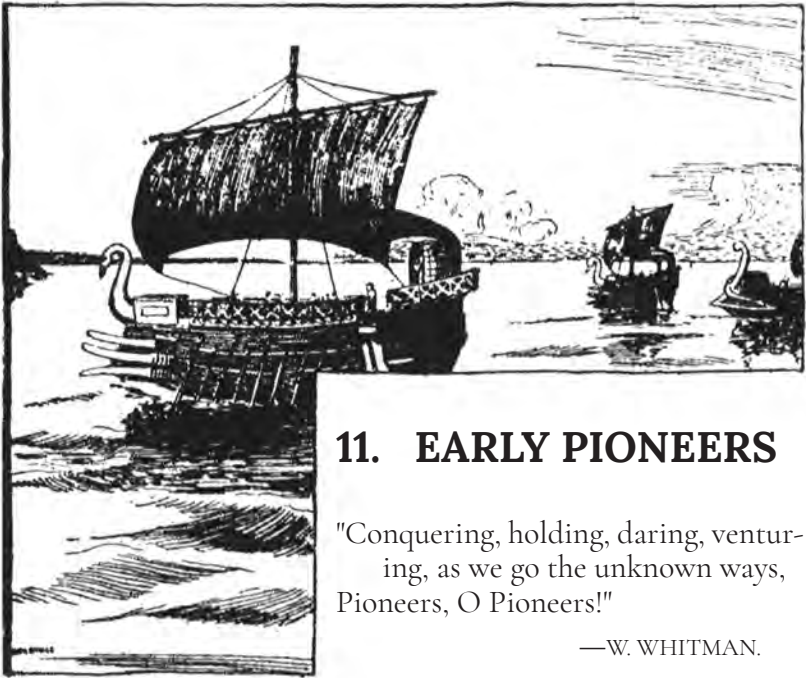 11. EARLY PIONEERS
"Conquering, holding, daring, ventur-
ing, as we go the unknown ways,
Pioneers, O Pioneers!"
—W. WHITMAN.